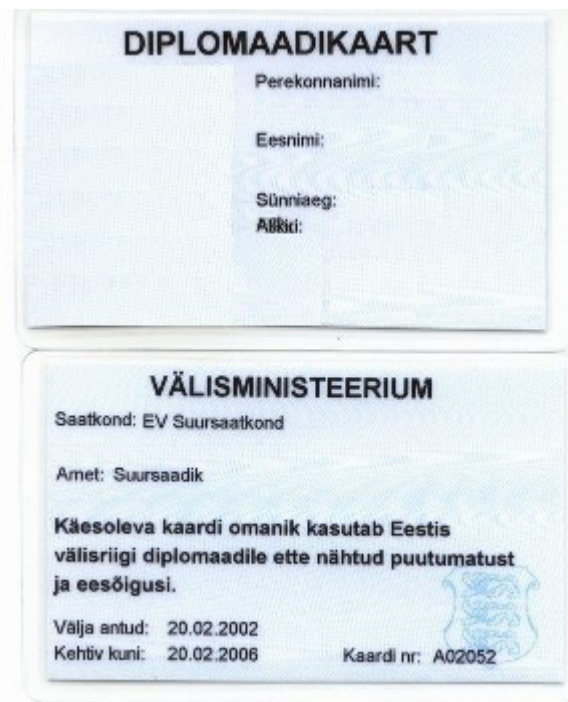 DIPLOMAADIKAART
Perekonnanimi:
Eesnimi:
Sünniaeg:
VÄLISMINISTEERIUM
Saatkond: EV Suursaatkond
Amet: Suursaadik
Käesoleva kaardi omanik kasutab Eestis
välisriigi diplomaadile ette nähtud puutumatust
ja eesõigusi.
Välja antud: 20.02.2002
Kehtiv kuni: 20.02.2006 Kaardi nr: A02052